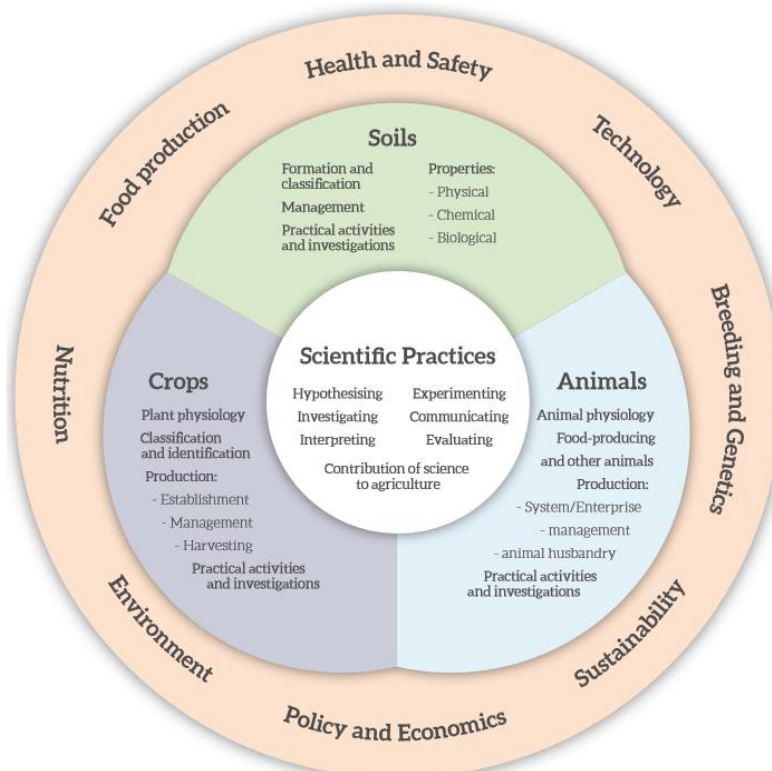 Health and Safety
Technology
Breeding and Genetics
Sustainability
Policy and Economics
Environment
Nutrition
Food production
Soils
Formation and
classification
Management
Practical activities
and investigations
Properties:
- Physical
- Chemical
- Biological
Scientific Practices
Hypothesising
Experimenting
Investigating
Communicating
Interpreting
Evaluating
Contribution of science
to agriculture
Crops
Plant physiology
Classification
and identification
Production:
- Establishment
- Management
- Harvesting
Practical activities
and investigations
Animals
Animal physiology
Food-producing
and other animals
Production:
- System/Enterprise
- management
- animal husbandry
Practical activities
and investigations